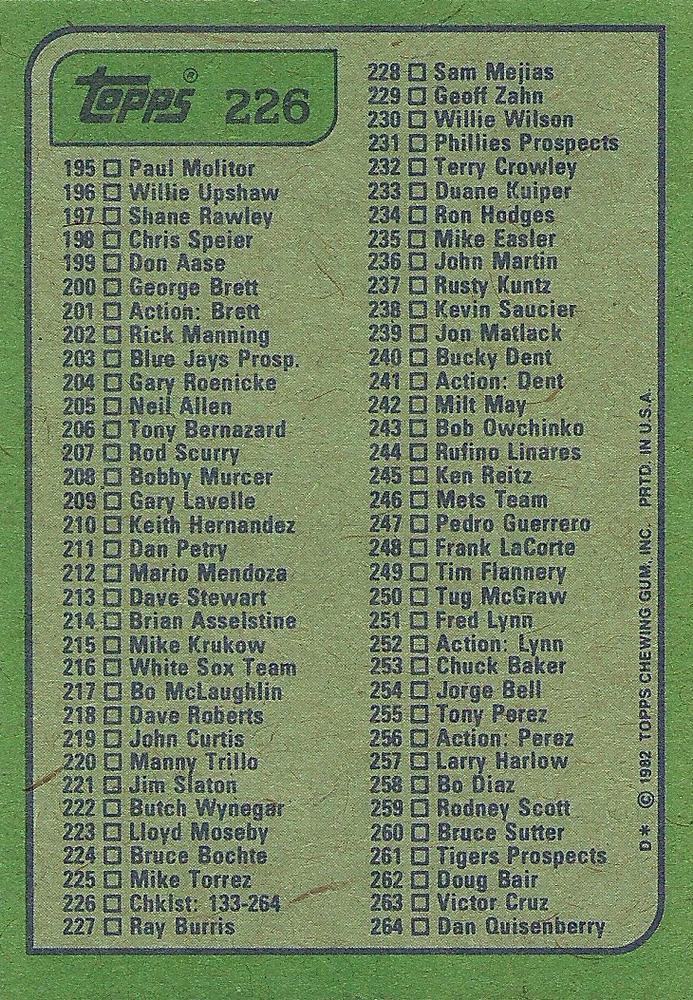 Topps® 226
195 □ Paul Molitor
196 □ Willie Upshaw
197 □ Shane Rawley
198 □ Chris Speier
199 □ Don Aase
200 □ George Brett
201 □ Action: Brett
202 □ Rick Manning
203 □ Blue Jays Prosp.
204 □ Gary Roenicke
205 □ Neil Allen
206 □ Tony Bernazard
207 □ Rod Scurry
208 □ Bobby Murcer
209 □ Gary Lavelle
210 □ Keith Hernandez
211 □ Dan Petry
212 □ Mario Mendoza
213 □ Dave Stewart
214 □ Brian Asselstine
215 □ Mike Krukow
216 □ White Sox Team
217 □ Bo McLaughlin
218 □ Dave Roberts
219 □ John Curtis
220 □ Manny Trillo
221 □ Jim Slaton
222 □ Butch Wynegar
223 □ Lloyd Moseby
224 □ Bruce Bochte
225 □ Mike Torrez
226 □ Chklst: 133-264
227 □ Ray Burris
228 □ Sam Mejias
229 □ Geoff Zahn
230 □ Willie Wilson
231 □ Phillies Prospects
232 □ Terry Crowley
233 □ Duane Kuiper
234 □ Ron Hodges
235 □ Mike Easler
236 □ John Martin
237 □ Rusty Kuntz
238 □ Kevin Saucier
239 □ Jon Matlack
240 □ Bucky Dent
241 □ Action: Dent
242 □ Milt May
243 □ Bob Owchinko
244 □ Rufino Linares
245 □ Ken Reitz
246 □ Mets Team
247 □ Pedro Guerrero
248 □ Frank LaCorte
249 □ Tim Flannery
250 □ Tug McGraw
251 □ Fred Lynn
252 □ Action: Lynn
253 □ Chuck Baker
254 □ Jorge Bell
255 □ Tony Perez
256 □ Action: Perez
257 □ Larry Harlow
258 □ Bo Diaz
259 □ Rodney Scott
260 □ Bruce Sutter
261 □ Tigers Prospects
262 □ Doug Bair
263 □ Victor Cruz
264 □ Dan Quisenberry
D* © 1982 TOPPS CHEWING GUM, INC. PRTD. IN U.S.A.